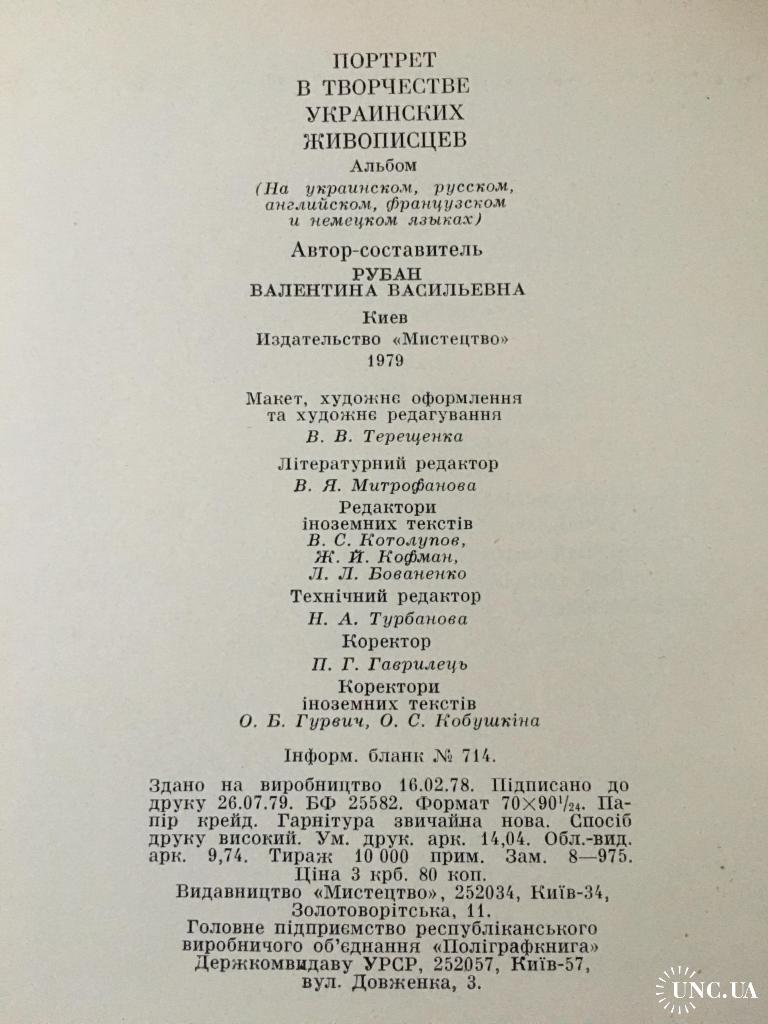 ПОРТРЕТ
В ТВОРЧЕСТВЕ
УКРАИНСКИХ
ЖИВОПИСЦЕВ
Альбом
(На украинском, русском,
английском, французском
и немецком языках)
Автор-составитель
РУБАН
ВАЛЕНТИНА ВАСИЛЬЕВНА
Киев
Издательство «Мистецтво»
1979
Макет, художнє оформлення
та художнє редагування
В. В. Терещенка
Літературний редактор
В. Я. Митрофанова
Редактори
іноземних текстів
В. С. Котолупов,
Ж. Й. Кофман,
Л. Л. Бованенко
Технічний редактор
Н. А. Турбанова
Коректор
П. Г. Гаврилець
Коректори
іноземних текстів
О. Б. Гурвич, О. С. Кобушкіна
Інформ. бланк № 714.
Здано на виробництво 16.02.78. Підписано до
друку 26.07.79. БФ 25582. Формат 70×90¹/₂₄. Па-
пір крейд. Гарнітура звичайна нова. Спосіб
друку високий. Ум. друк. арк. 14,04. Обл.-вид.
арк. 9,74. Тираж 10 000 прим. Зам. 8—975.
Ціна 3 крб. 80 коп.
Видавництво «Мистецтво», 252034, Київ-34,
Золотоворітська, 11.
Головне підприємство республіканського
виробничого об'єднання «Поліграфкнига»
Держкомвидаву УРСР, 252057, Київ-57,
вул. Довженка, 3.
UNC.UA